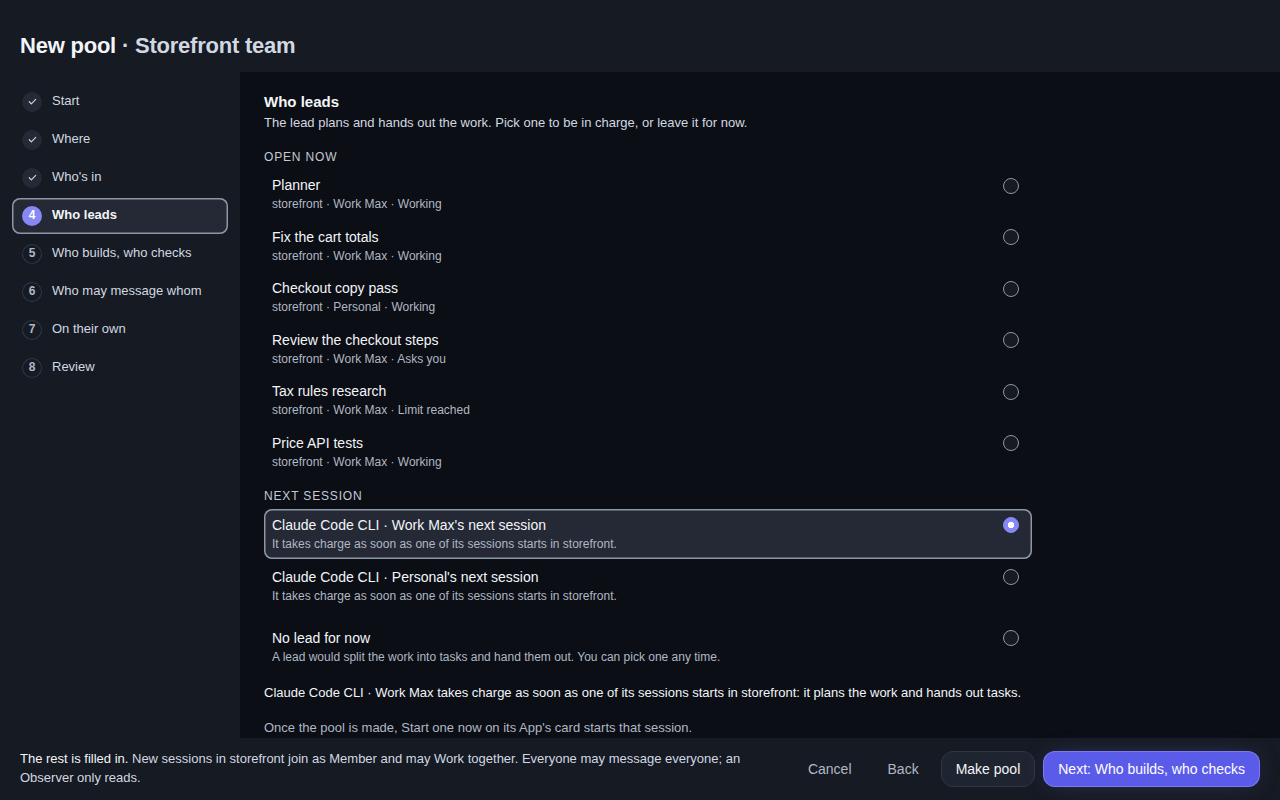 New pool · Storefront team
Start
Where
Who's in
4 Who leads
5 Who builds, who checks
6 Who may message whom
7 On their own
8 Review
Who leads
The lead plans and hands out the work. Pick one to be in charge, or leave it for now.
OPEN NOW
Planner
storefront · Work Max · Working
Fix the cart totals
storefront · Work Max · Working
Checkout copy pass
storefront · Personal · Working
Review the checkout steps
storefront · Work Max · Asks you
Tax rules research
storefront · Work Max · Limit reached
Price API tests
storefront · Work Max · Working
NEXT SESSION
Claude Code CLI · Work Max's next session
It takes charge as soon as one of its sessions starts in storefront.
Claude Code CLI · Personal's next session
It takes charge as soon as one of its sessions starts in storefront.
No lead for now
A lead would split the work into tasks and hand them out. You can pick one any time.
Claude Code CLI · Work Max takes charge as soon as one of its sessions starts in storefront: it plans the work and hands out tasks.
Once the pool is made, Start one now on its App's card starts that session.
The rest is filled in. New sessions in storefront join as Member and may Work together. Everyone may message everyone; an
Observer only reads.
Cancel
Back
Make pool
Next: Who builds, who checks